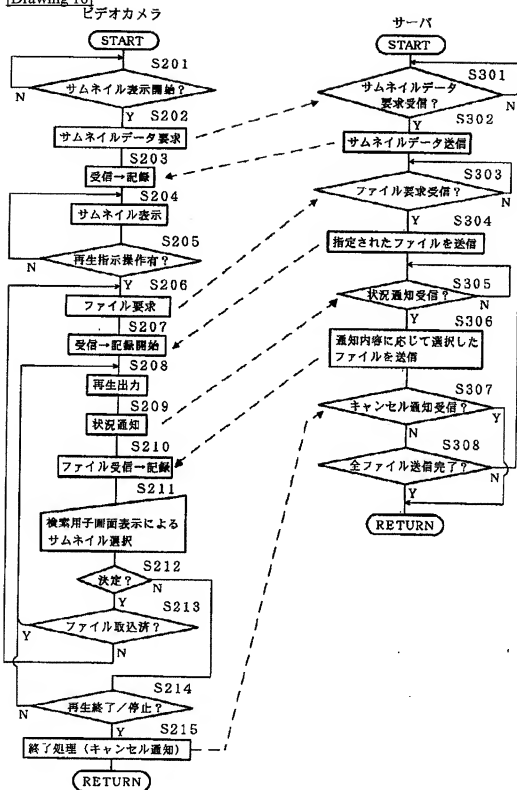 [Drawing 16]
ビデオカメラ
START
S201
サムネイル表示開始?
N
Y
S202
サムネイルデータ要求
S203
受信→記録
S204
サムネイル表示
S205
再生指示操作有?
N
Y
S206
ファイル要求
S207
受信→記録開始
S208
再生出力
S209
状況通知
S210
ファイル受信→記録
S211
検索用子画面表示による
サムネイル選択
S212
決定?
N
Y
S213
ファイル取込済?
Y
N
S214
再生終了/停止?
N
Y
S215
終了処理(キャンセル通知)
RETURN
サーバ
START
S301
サムネイルデータ
要求受信?
N
Y
S302
サムネイルデータ送信
S303
ファイル要求受信?
N
Y
S304
指定されたファイルを送信
S305
状況通知受信?
N
Y
S306
通知内容に応じて選択した
ファイルを送信
S307
キャンセル通知受信?
Y
N
S308
全ファイル送信完了?
N
Y
RETURN